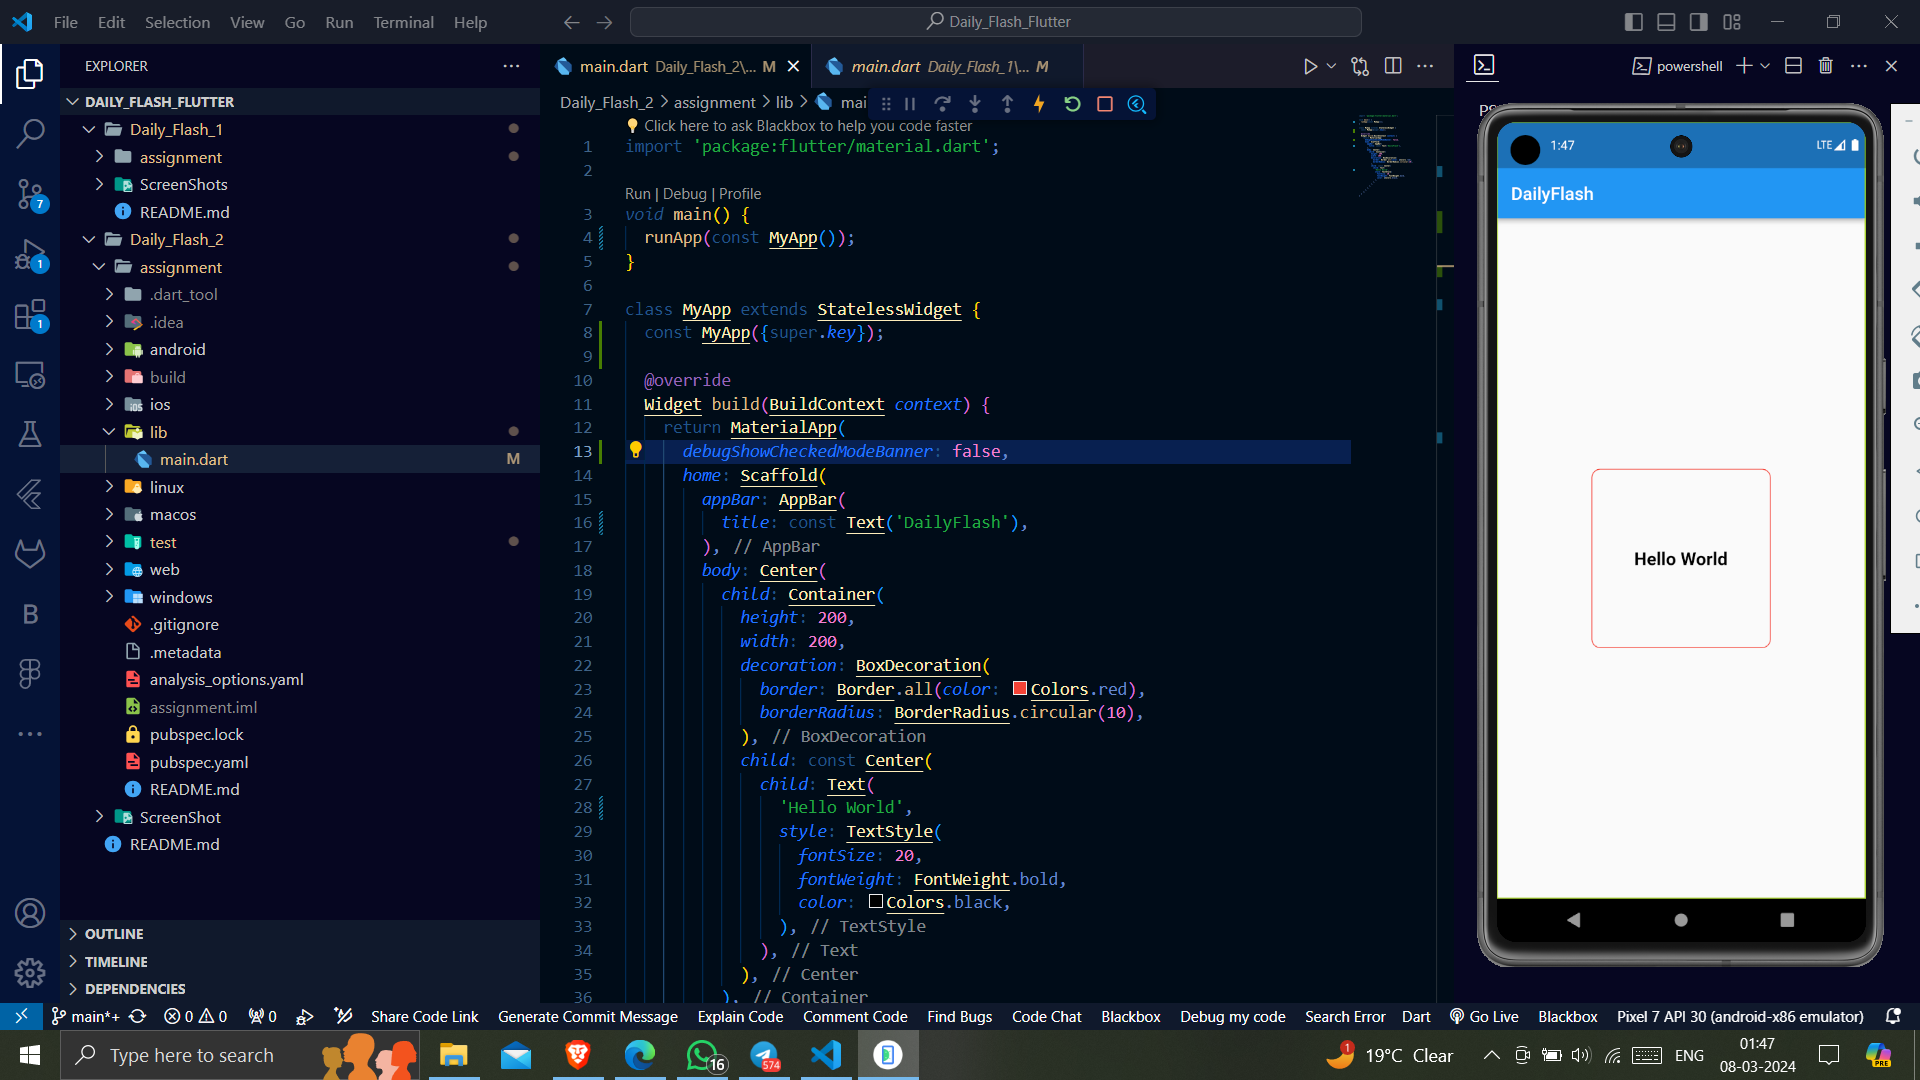 File Edit Selection View Go Run Terminal Help
Daily_Flash_Flutter
EXPLORER
DAILY_FLASH_FLUTTER
Daily_Flash_1
assignment
ScreenShots
README.md
Daily_Flash_2
assignment
.dart_tool
.idea
android
build
ios
lib
main.dart M
linux
macos
test
web
windows
.gitignore
.metadata
analysis_options.yaml
assignment.iml
pubspec.lock
pubspec.yaml
README.md
ScreenShot
README.md
OUTLINE
TIMELINE
DEPENDENCIES
7
1
1
main.dart Daily_Flash_2\... M
main.dart Daily_Flash_1\... M
Daily_Flash_2 > assignment > lib > mai
Click here to ask Blackbox to help you code faster
1 import 'package:flutter/material.dart';
2
Run | Debug | Profile
3 void main() {
4 runApp(const MyApp());
5 }
6
7 class MyApp extends StatelessWidget {
8 const MyApp({super.key});
9
10 @override
11 Widget build(BuildContext context) {
12 return MaterialApp(
13 debugShowCheckedModeBanner: false,
14 home: Scaffold(
15 appBar: AppBar(
16 title: const Text('DailyFlash'),
17 ), // AppBar
18 body: Center(
19 child: Container(
20 height: 200,
21 width: 200,
22 decoration: BoxDecoration(
23 border: Border.all(color: Colors.red),
24 borderRadius: BorderRadius.circular(10),
25 ), // BoxDecoration
26 child: const Center(
27 child: Text(
28 'Hello World',
29 style: TextStyle(
30 fontSize: 20,
31 fontWeight: FontWeight.bold,
32 color: Colors.black,
33 ), // TextStyle
34 ), // Text
35 ), // Center
36 ), // Container
powershell
PS
1:47 LTE
DailyFlash
Hello World
main*+ 0 0 0 Share Code Link Generate Commit Message Explain Code Comment Code Find Bugs Code Chat Blackbox Debug my code Search Error Dart Go Live Blackbox Pixel 7 API 30 (android-x86 emulator)
Type here to search
16
574
1
19°C Clear
ENG
01:47
08-03-2024
PRE